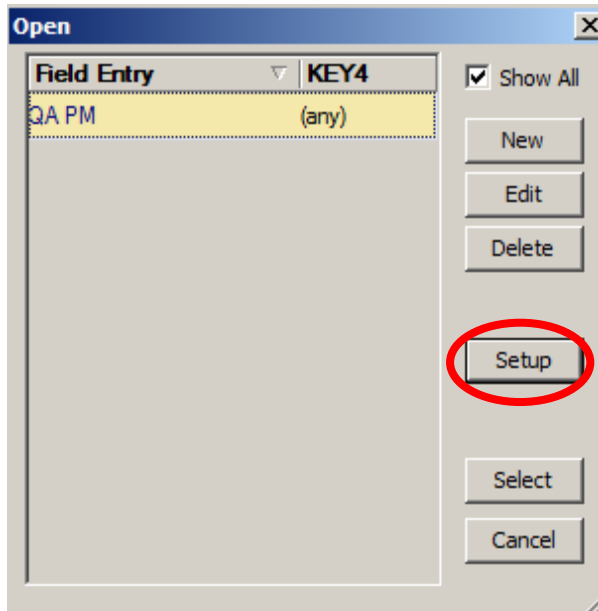 Open
Field Entry KEY4
QA PM (any)
Show All
New
Edit
Delete
Setup
Select
Cancel